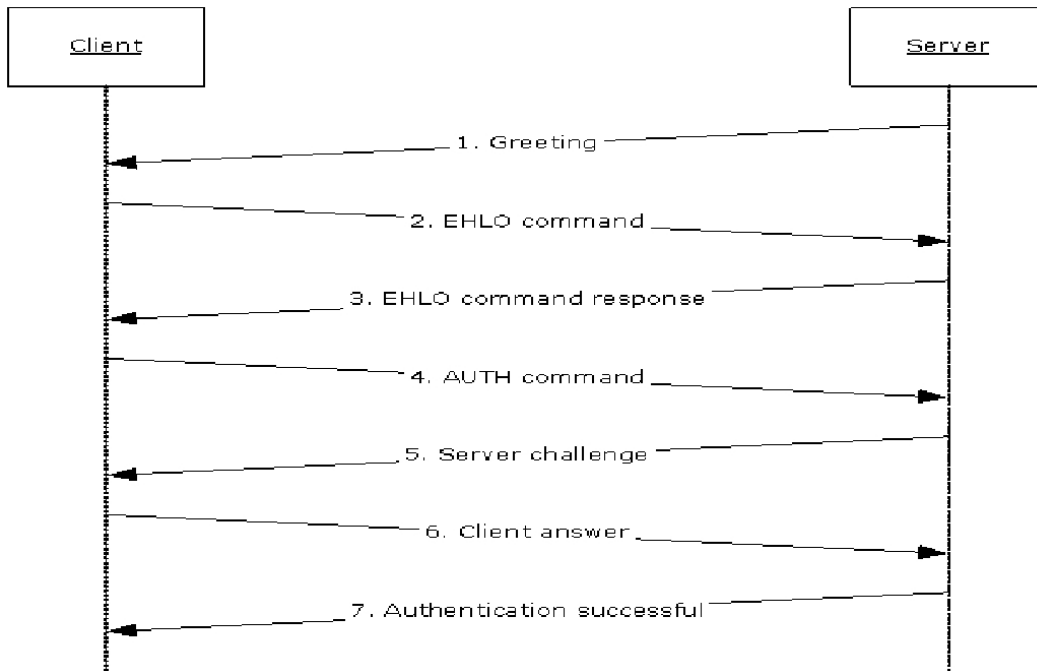 Client
Server
1. Greeting
2. EHLO command
3. EHLO command response
4. AUTH command
5. Server challenge
6. Client answer
7. Authentication successful